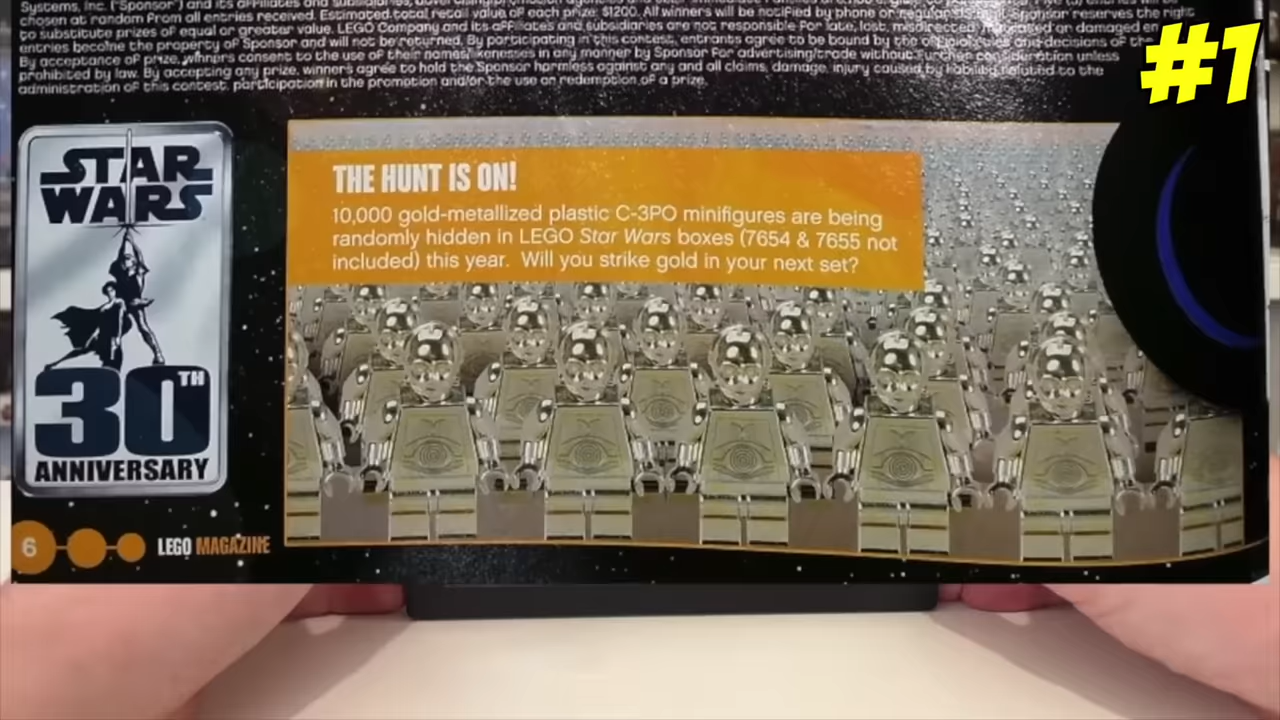 Systems, Inc. ("Sponsor") and its affiliates and subsidiaries, advertising/promotion agencies
chosen at random from all entries received. Estimated total retail value of each prize: $1200. All winners will be notified by phone or regular mail. Sponsor reserves the right
to substitute prizes of equal or greater value. LEGO Company and its affiliates and subsidiaries are not responsible for late, lost, misdirected, or damaged en
entries become the property of Sponsor and will not be returned. By participating in this contest, entrants agree to be bound by the official rules and decisions of the
By acceptance of prize, winners consent to the use of their names/likenesses in any manner by Sponsor for advertising/trade without further consideration unless
prohibited by law. By accepting any prize, winners agree to hold the Sponsor harmless against any and all claims, damage, injury caused by liability related to the
administration of this contest, participation in the promotion and/or the use or redemption of a prize.
#1
STAR
WARS
30TH
ANNIVERSARY
THE HUNT IS ON!
10,000 gold-metallized plastic C-3PO minifigures are being
randomly hidden in LEGO Star Wars boxes (7654 & 7655 not
included) this year. Will you strike gold in your next set?
6
LEGO MAGAZINE